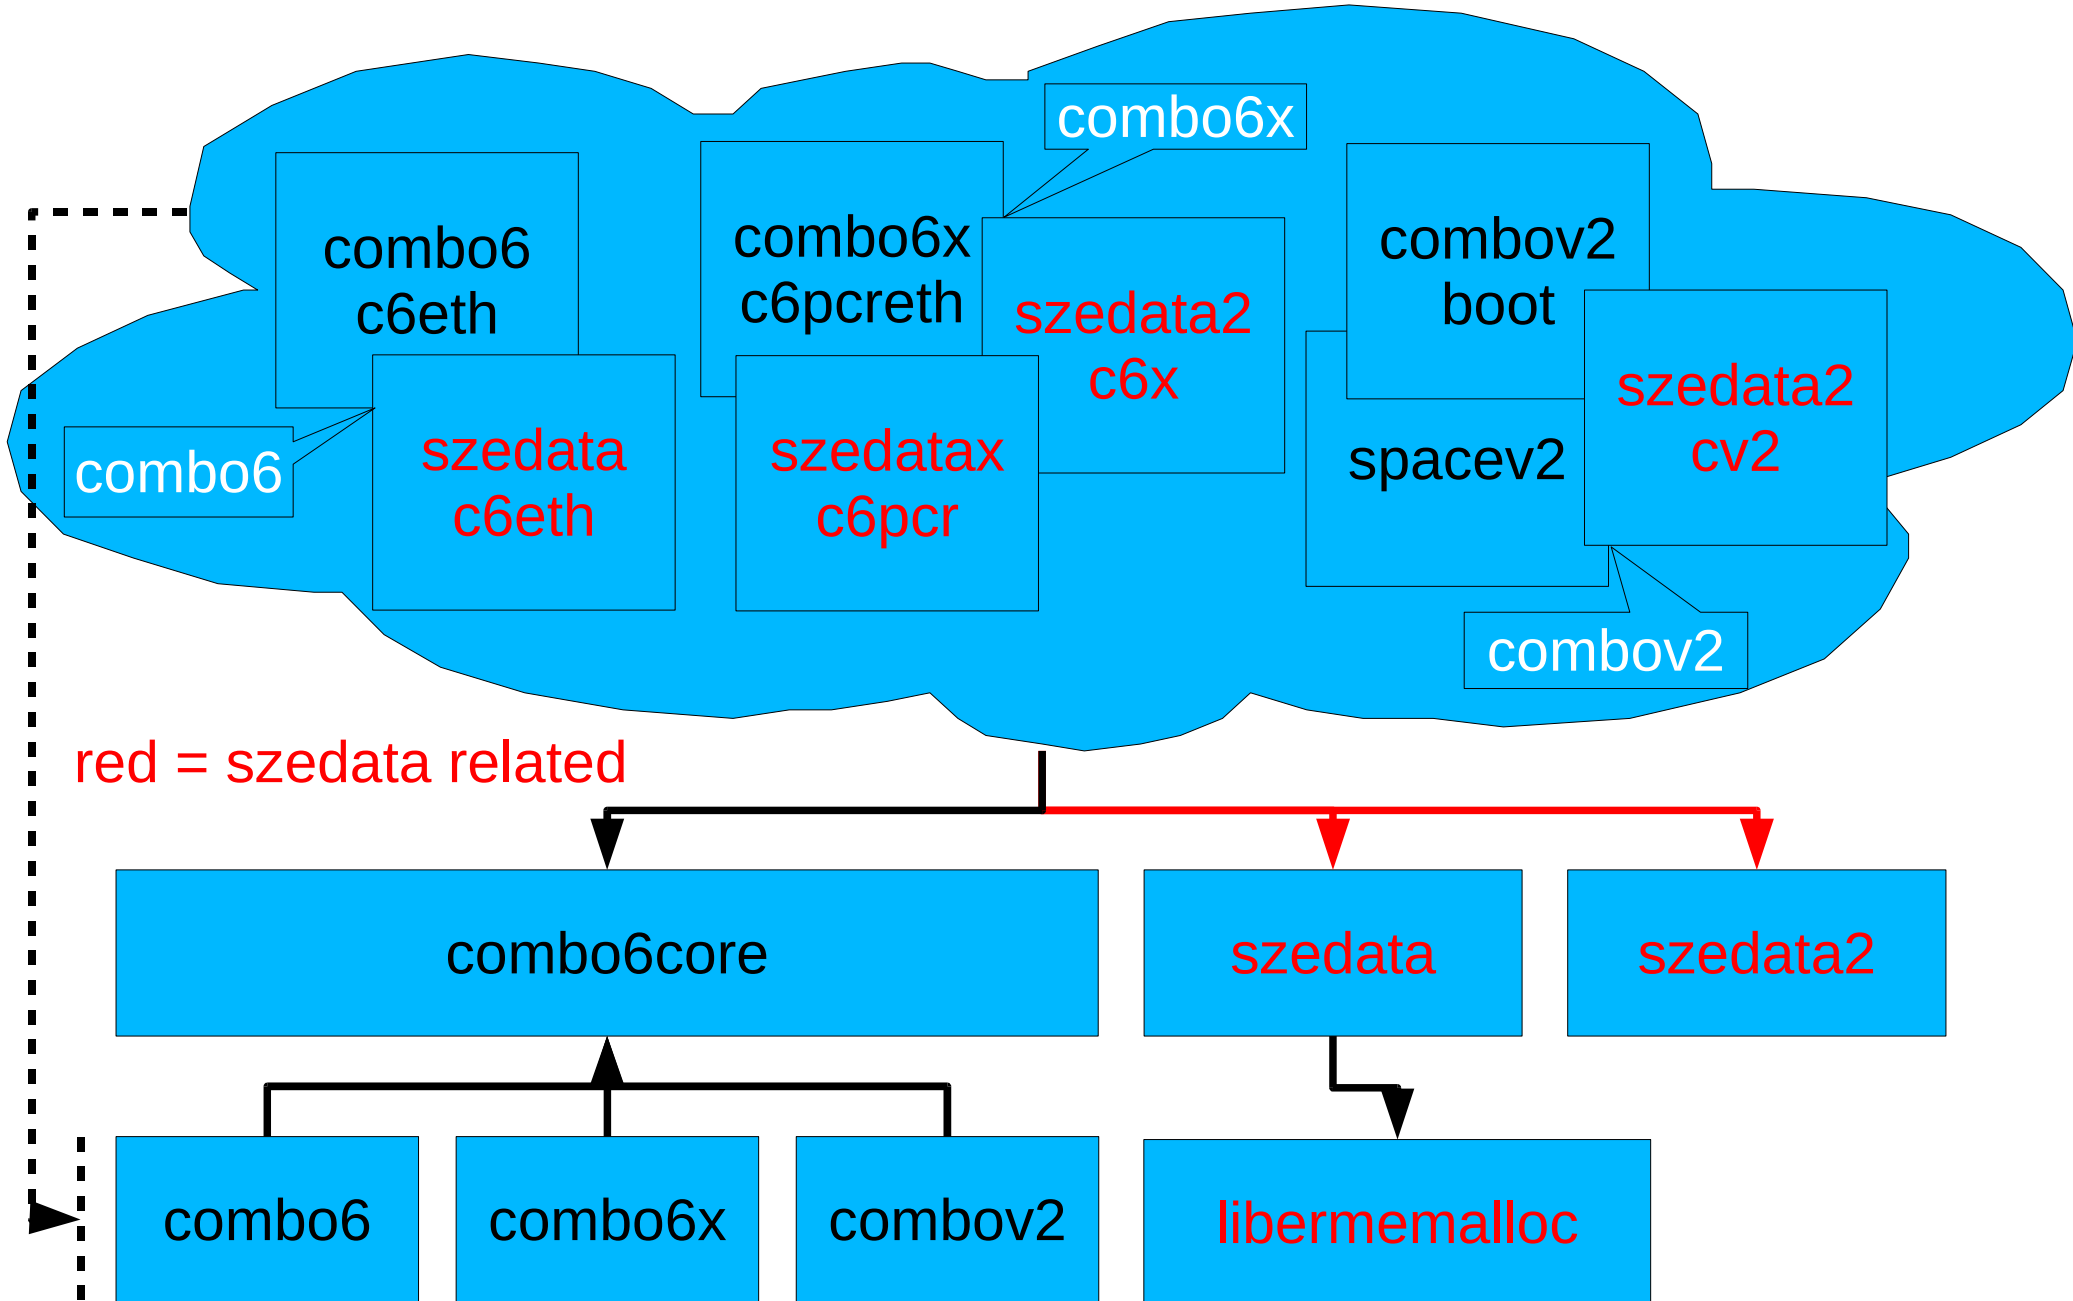 combo6x
combo6
c6eth
combo6x
c6pcreth
combov2
boot
szedata2
c6x
szedata2
cv2
combo6
szedata
c6eth
szedatax
c6pcr
spacev2
combov2
red = szedata related
combo6core
szedata
szedata2
combo6
combo6x
combov2
libermemalloc